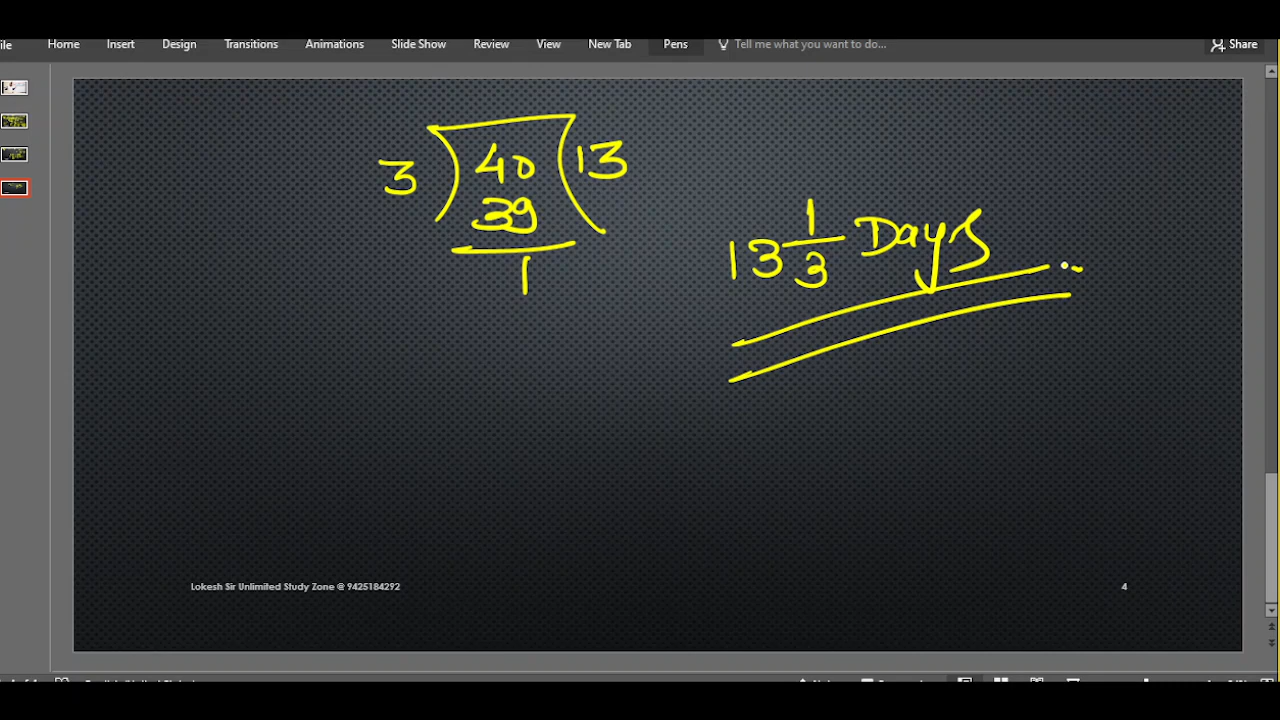 File Home Insert Design Transitions Animations Slide Show Review View New Tab Pens Tell me what you want to do... Share
3 ) 40 ( 13
39
1
13 1/3 Days
Lokesh Sir Unlimited Study Zone @ 9425184292
4